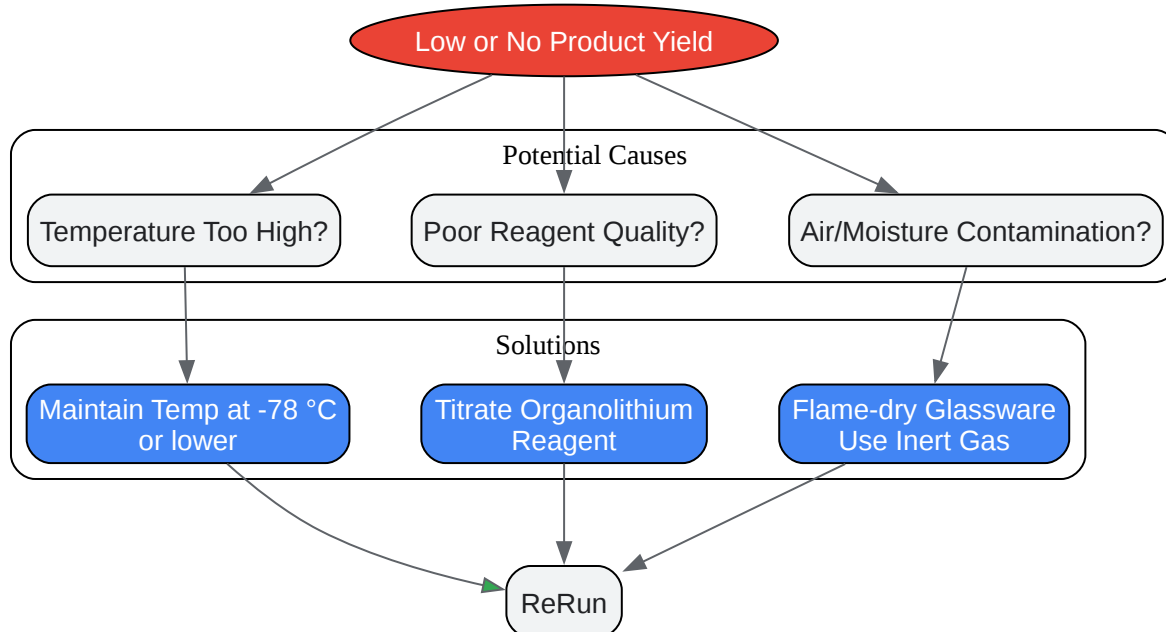 Low or No Product Yield
Potential Causes
Temperature Too High?
Poor Reagent Quality?
Air/Moisture Contamination?
Solutions
Maintain Temp at -78 °C
or lower
Titrate Organolithium
Reagent
Flame-dry Glassware
Use Inert Gas
ReRun